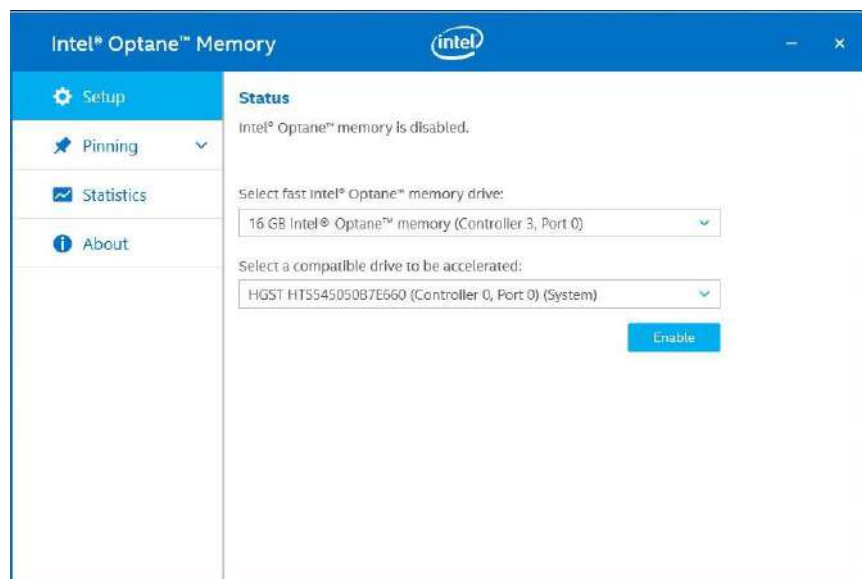 Intel® Optane™ Memory
intel
Setup
Pinning
Statistics
About
Status
Intel® Optane™ memory is disabled.
Select fast Intel® Optane™ memory drive:
16 GB Intel® Optane™ memory (Controller 3, Port 0)
Select a compatible drive to be accelerated:
HGST HTS545050B7E660 (Controller 0, Port 0) (System)
Enable